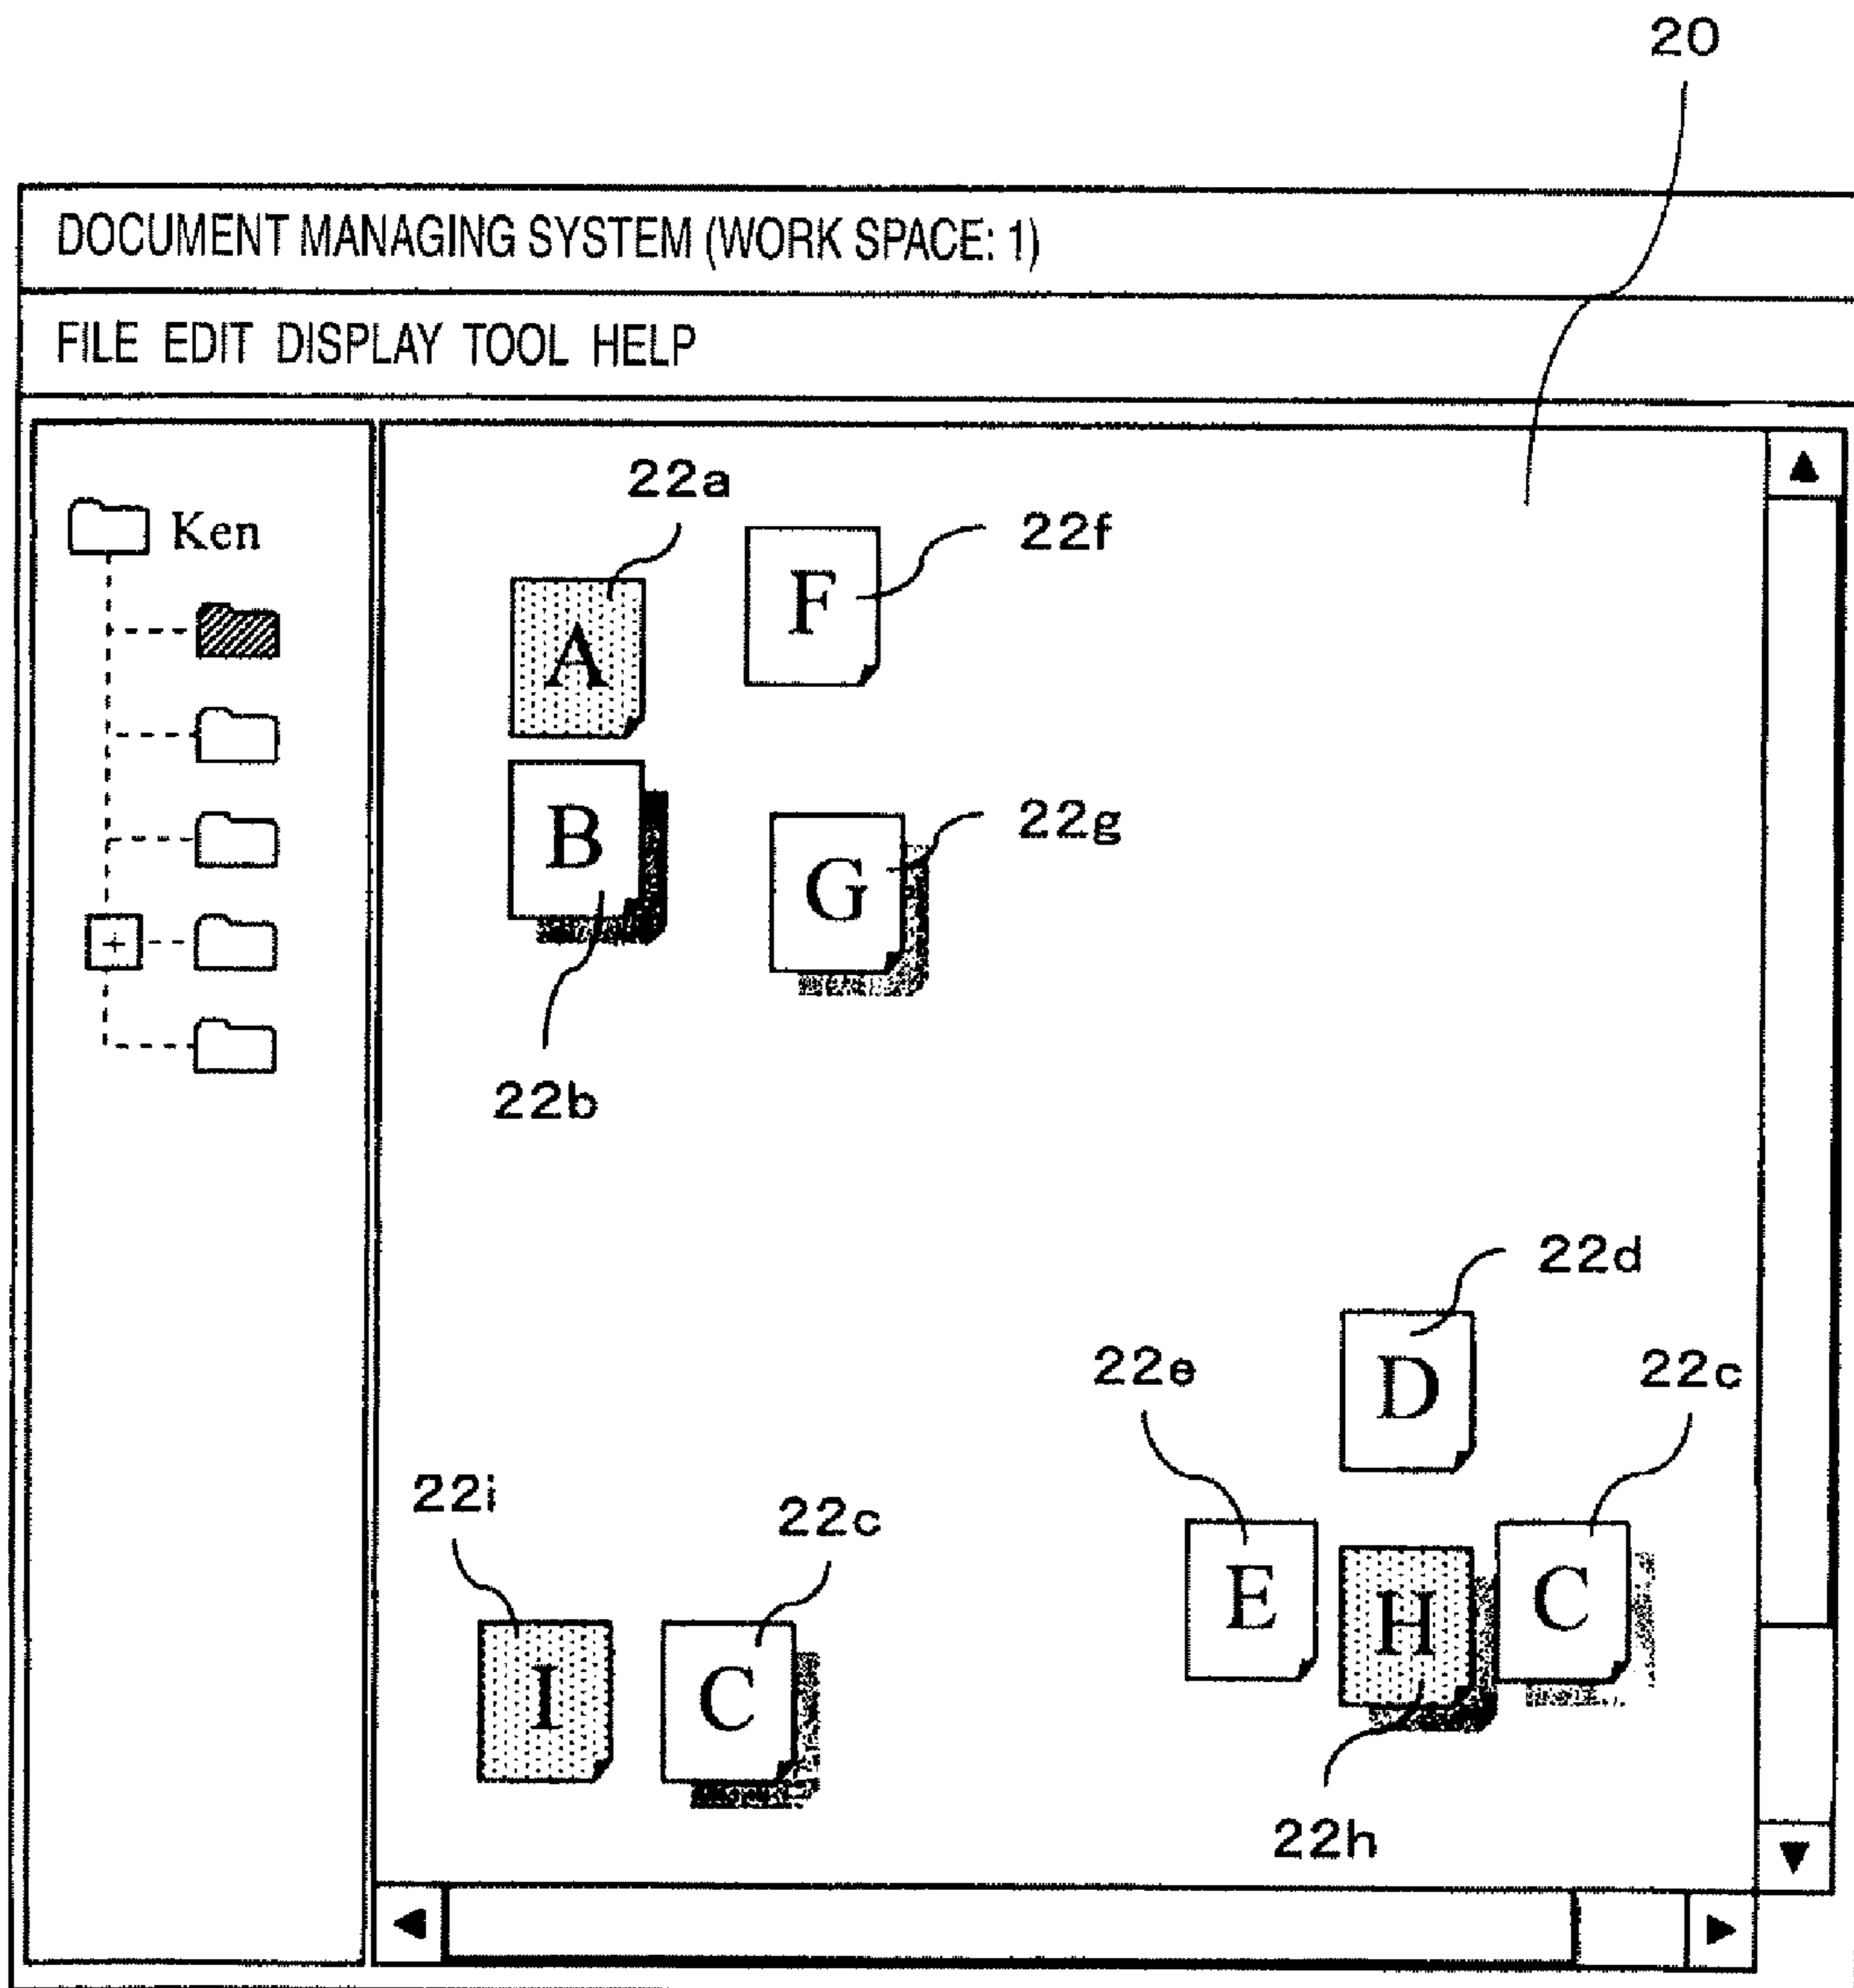 20
DOCUMENT MANAGING SYSTEM (WORK SPACE: 1)
FILE EDIT DISPLAY TOOL HELP
Ken
22a
22f
A
F
B
G
22g
22b
22d
22e
D
22c
22i
22c
E
H
C
I
C
22h